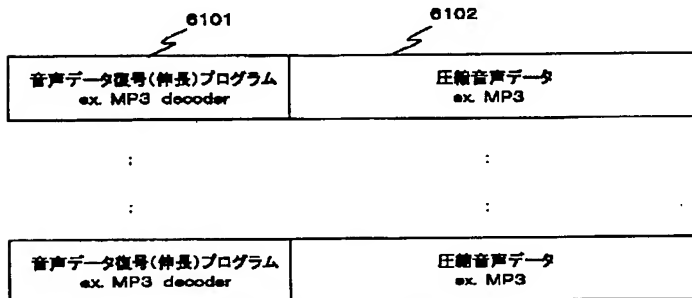 6101
6102
音声データ復号(伸長)プログラム
ex. MP3 decoder
圧縮音声データ
ex. MP3
:
:
:
:
音声データ復号(伸長)プログラム
ex. MP3 decoder
圧縮音声データ
ex. MP3